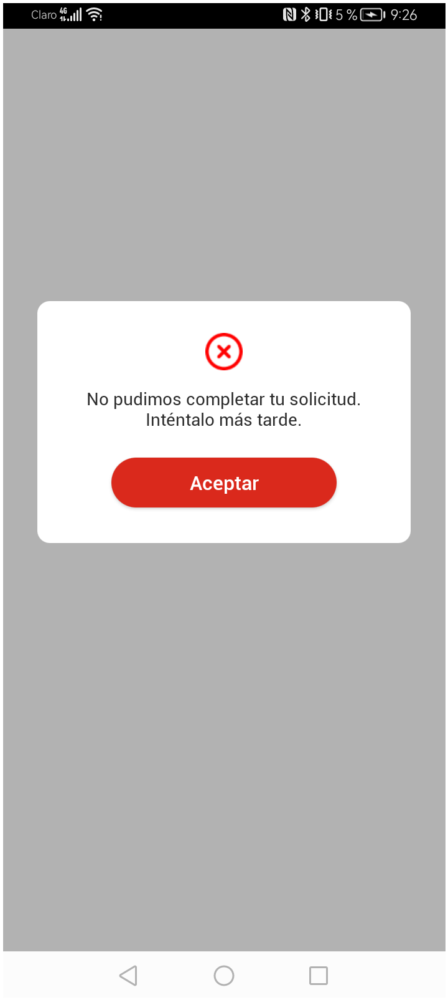 Claro 4G 5 % 9:26
No pudimos completar tu solicitud.
Inténtalo más tarde.
Aceptar